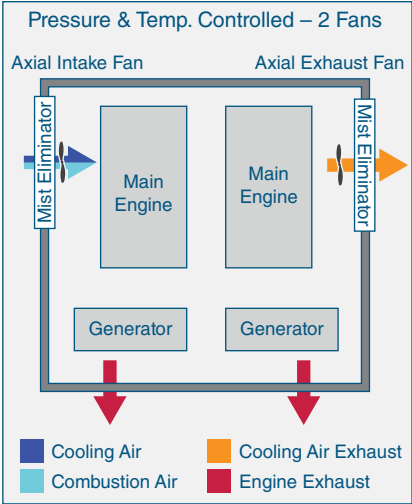 Pressure & Temp. Controlled – 2 Fans
Axial Intake Fan
Axial Exhaust Fan
Mist Eliminator
Main
Engine
Main
Engine
Mist Eliminator
Generator
Generator
Cooling Air
Cooling Air Exhaust
Combustion Air
Engine Exhaust